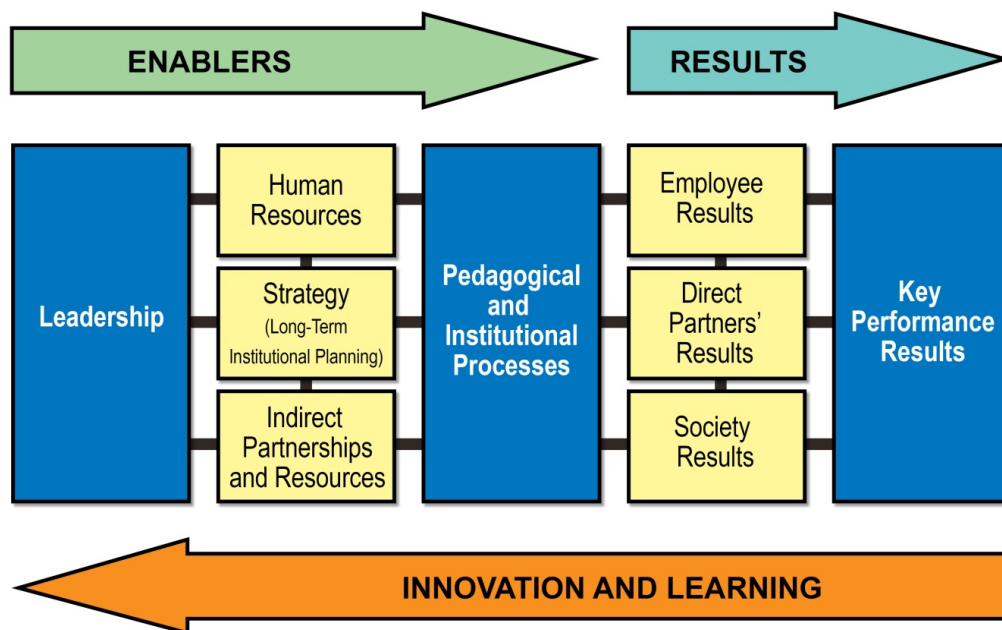 ENABLERS
RESULTS
Leadership
Human
Resources
Strategy
(Long-Term
Institutional Planning)
Indirect
Partnerships
and Resources
Pedagogical
and
Institutional
Processes
Employee
Results
Direct
Partners’
Results
Society
Results
Key
Performance
Results
INNOVATION AND LEARNING